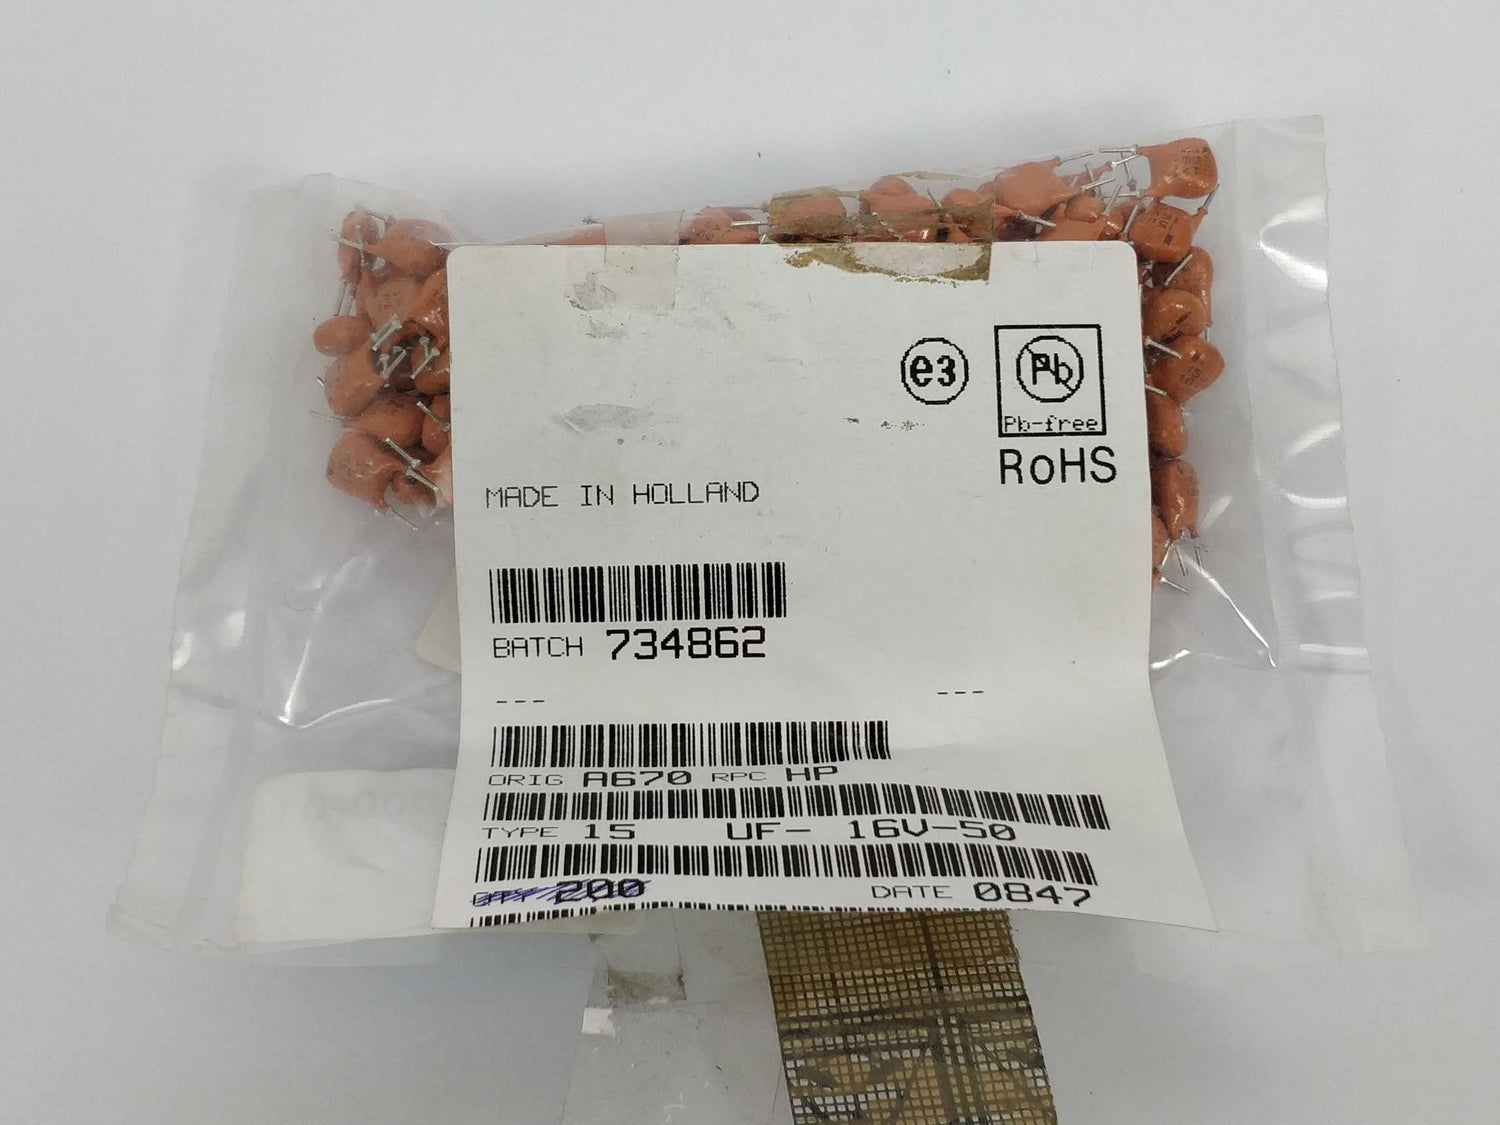 e3
Pb
Pb-free
RoHS
MADE IN HOLLAND
BATCH 734862
--- ---
ORIG A670 RPC HP
TYPE 15 UF- 16V-50
200 DATE 0847